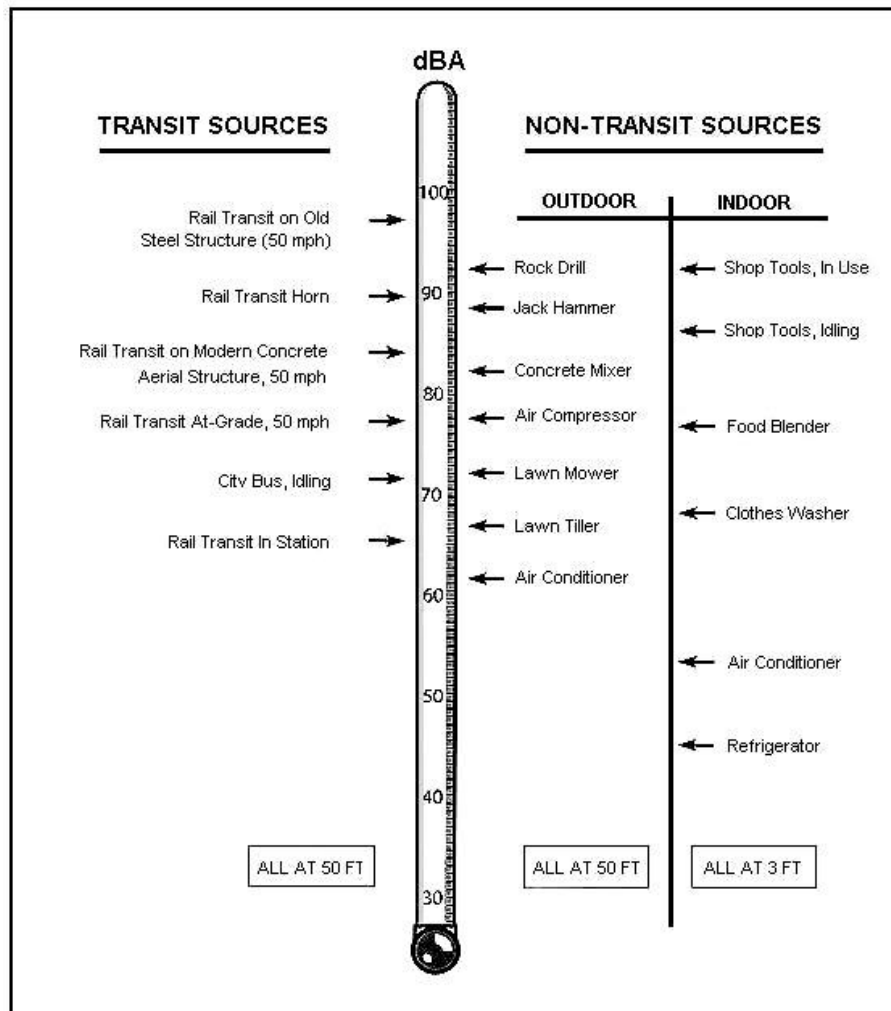 dBA
TRANSIT SOURCES
Rail Transit on Old
Steel Structure (50 mph)
Rail Transit Horn
Rail Transit on Modern Concrete
Aerial Structure, 50 mph
Rail Transit At-Grade, 50 mph
City Bus, Idling
Rail Transit In Station
ALL AT 50 FT
100
90
80
70
60
50
40
30
NON-TRANSIT SOURCES
OUTDOOR
Rock Drill
Jack Hammer
Concrete Mixer
Air Compressor
Lawn Mower
Lawn Tiller
Air Conditioner
ALL AT 50 FT
INDOOR
Shop Tools, In Use
Shop Tools, Idling
Food Blender
Clothes Washer
Air Conditioner
Refrigerator
ALL AT 3 FT